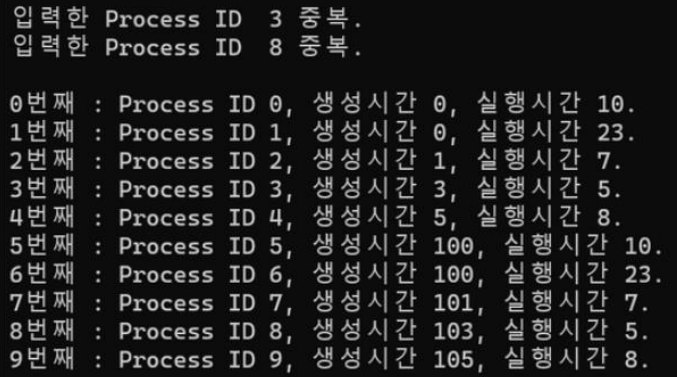 입력한 Process ID  3 중복.
입력한 Process ID  8 중복.
0번째 : Process ID 0, 생성시간 0, 실행시간 10.
1번째 : Process ID 1, 생성시간 0, 실행시간 23.
2번째 : Process ID 2, 생성시간 1, 실행시간 7.
3번째 : Process ID 3, 생성시간 3, 실행시간 5.
4번째 : Process ID 4, 생성시간 5, 실행시간 8.
5번째 : Process ID 5, 생성시간 100, 실행시간 10.
6번째 : Process ID 6, 생성시간 100, 실행시간 23.
7번째 : Process ID 7, 생성시간 101, 실행시간 7.
8번째 : Process ID 8, 생성시간 103, 실행시간 5.
9번째 : Process ID 9, 생성시간 105, 실행시간 8.